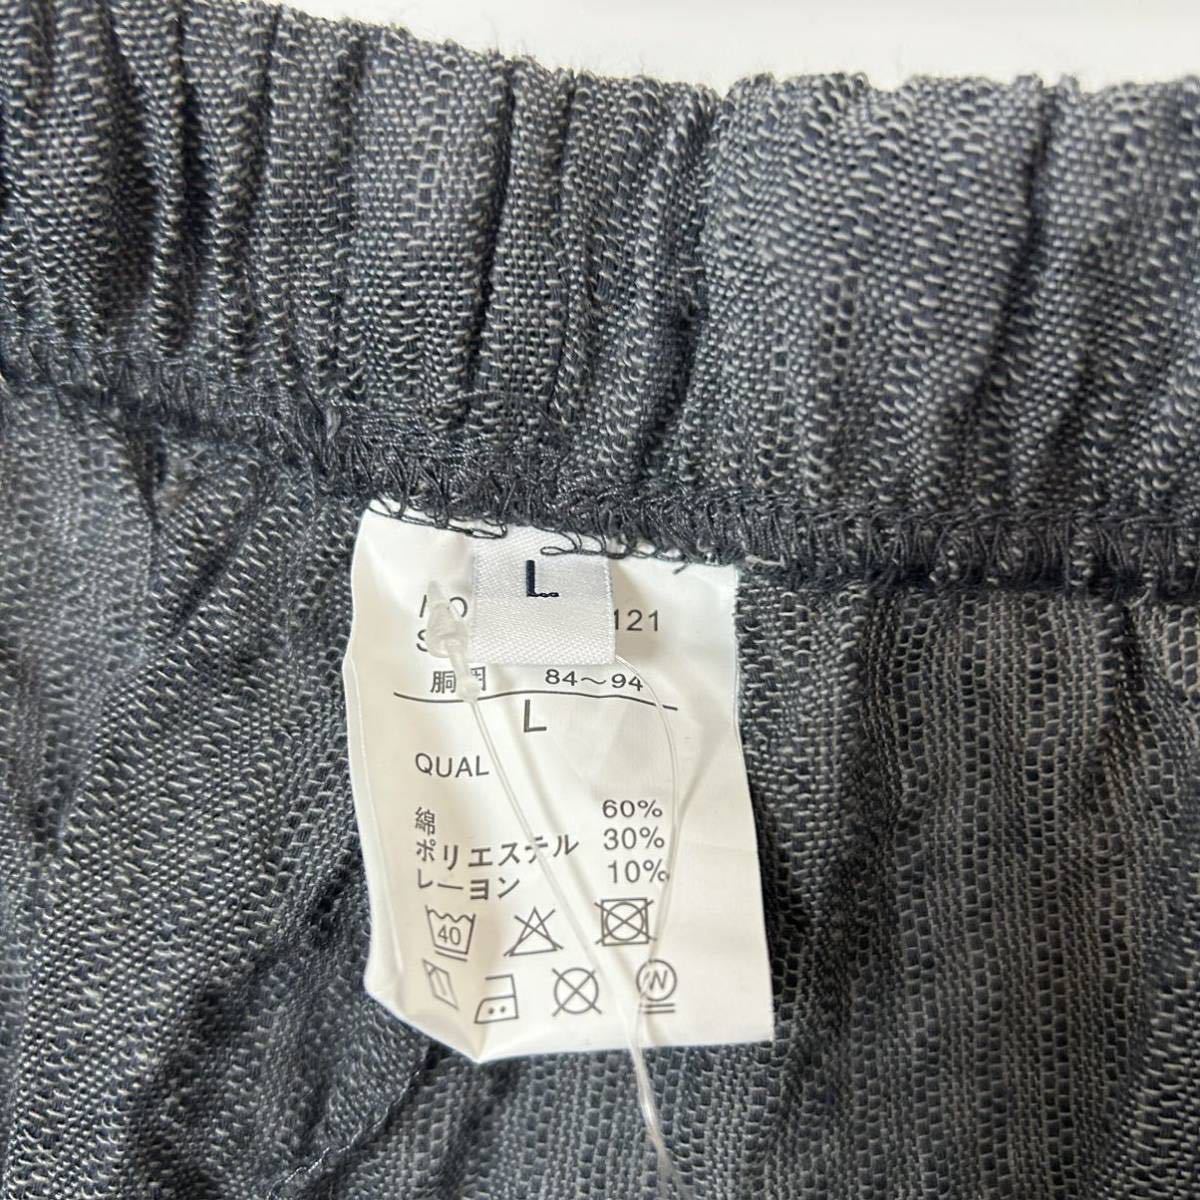 L
NO 121
胴囲 84～94
L
QUAL
綿 60%
ポリエステル 30%
レーヨン 10%
40
W